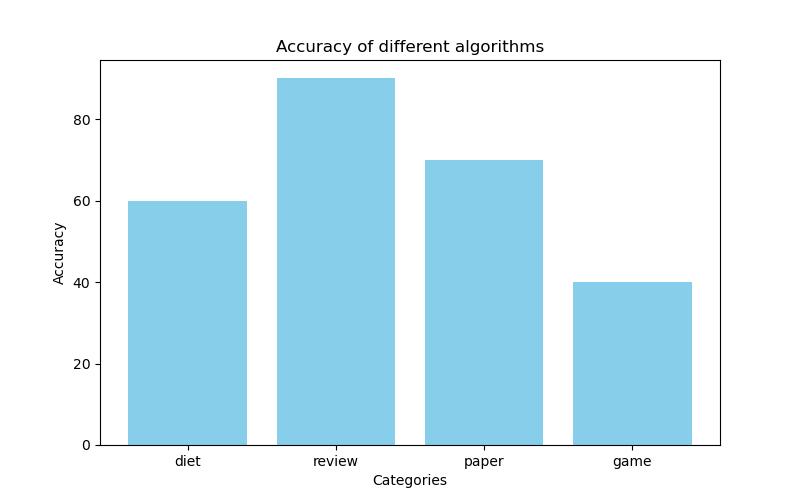 Accuracy of different algorithms
80
60
40
20
0
Accuracy
diet review paper game
Categories